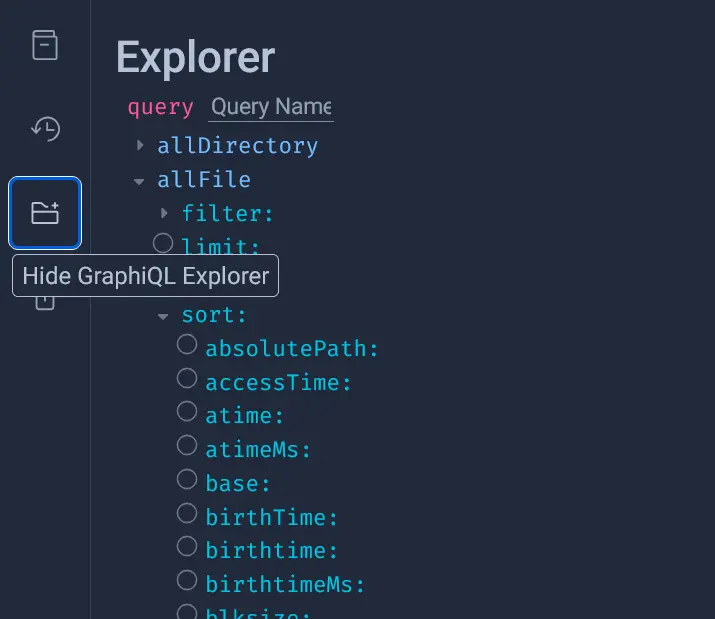 Explorer
query Query Name
allDirectory
allFile
filter:
limit:
Hide GraphiQL Explorer
sort:
absolutePath:
accessTime:
atime:
atimeMs:
base:
birthTime:
birthtime:
birthtimeMs:
blksize: